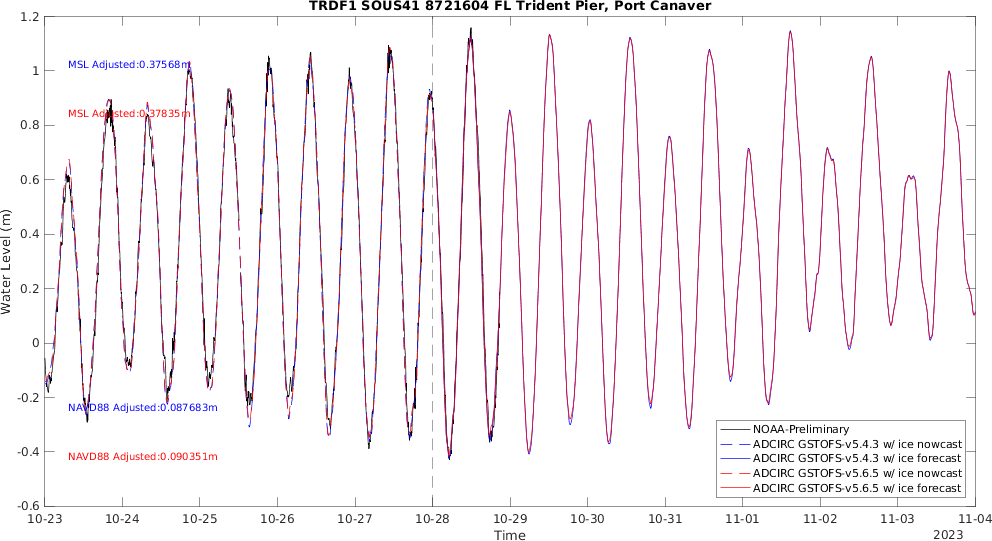 TRDF1 SOUS41 8721604 FL Trident Pier, Port Canaver
1.2
1
0.8
0.6
0.4
0.2
0
-0.2
-0.4
-0.6
Water Level (m)
MSL Adjusted:0.37568m
MSL Adjusted:0.37835m
NAVD88 Adjusted:0.087683m
NAVD88 Adjusted:0.090351m
NOAA-Preliminary
ADCIRC GSTOFS-v5.4.3 w/ ice nowcast
ADCIRC GSTOFS-v5.4.3 w/ ice forecast
ADCIRC GSTOFS-v5.6.5 w/ ice nowcast
ADCIRC GSTOFS-v5.6.5 w/ ice forecast
10-23 10-24 10-25 10-26 10-27 10-28 10-29 10-30 10-31 11-01 11-02 11-03 11-04
Time
2023